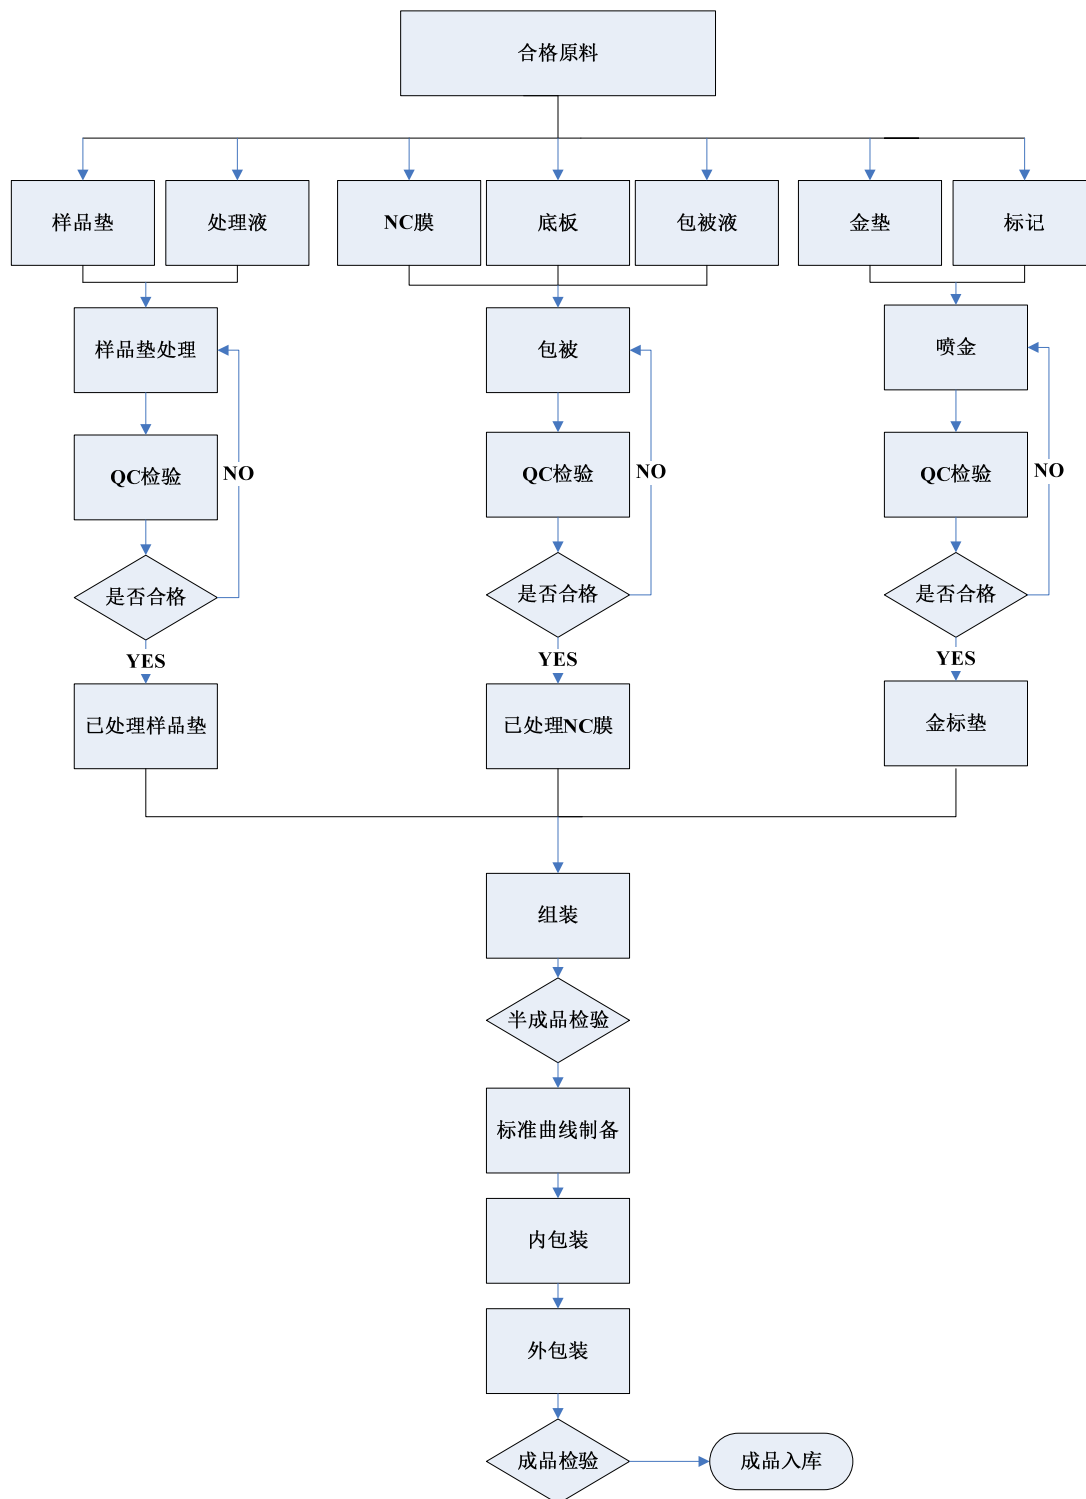 合格原料
样品垫
处理液
NC膜
底板
包被液
金垫
标记
样品垫处理
包被
喷金
QC检验
NO
QC检验
NO
QC检验
NO
是否合格
是否合格
是否合格
YES
YES
YES
已处理样品垫
已处理NC膜
金标垫
组装
半成品检验
标准曲线制备
内包装
外包装
成品检验
成品入库